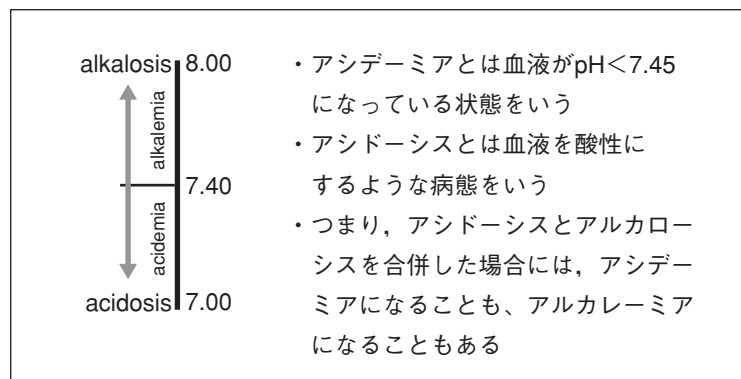 alkalosis 8.00
alkalemia
7.40
acidemia
acidosis 7.00
・アシデーミアとは血液がpH＜7.45
になっている状態をいう
・アシドーシスとは血液を酸性に
するような病態をいう
・つまり，アシドーシスとアルカロー
シスを合併した場合には，アシデー
ミアになることも、アルカレーミア
になることもある